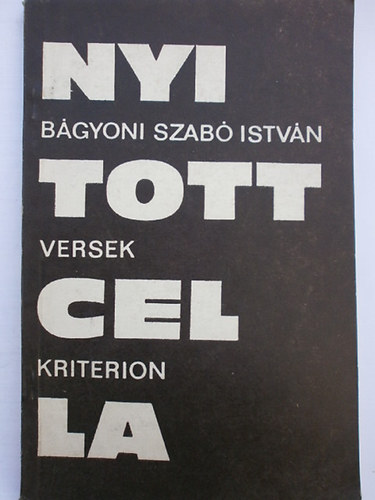 NYI
BÁGYONI SZABÓ ISTVÁN
TOTT
VERSEK
CEL
KRITERION
LA